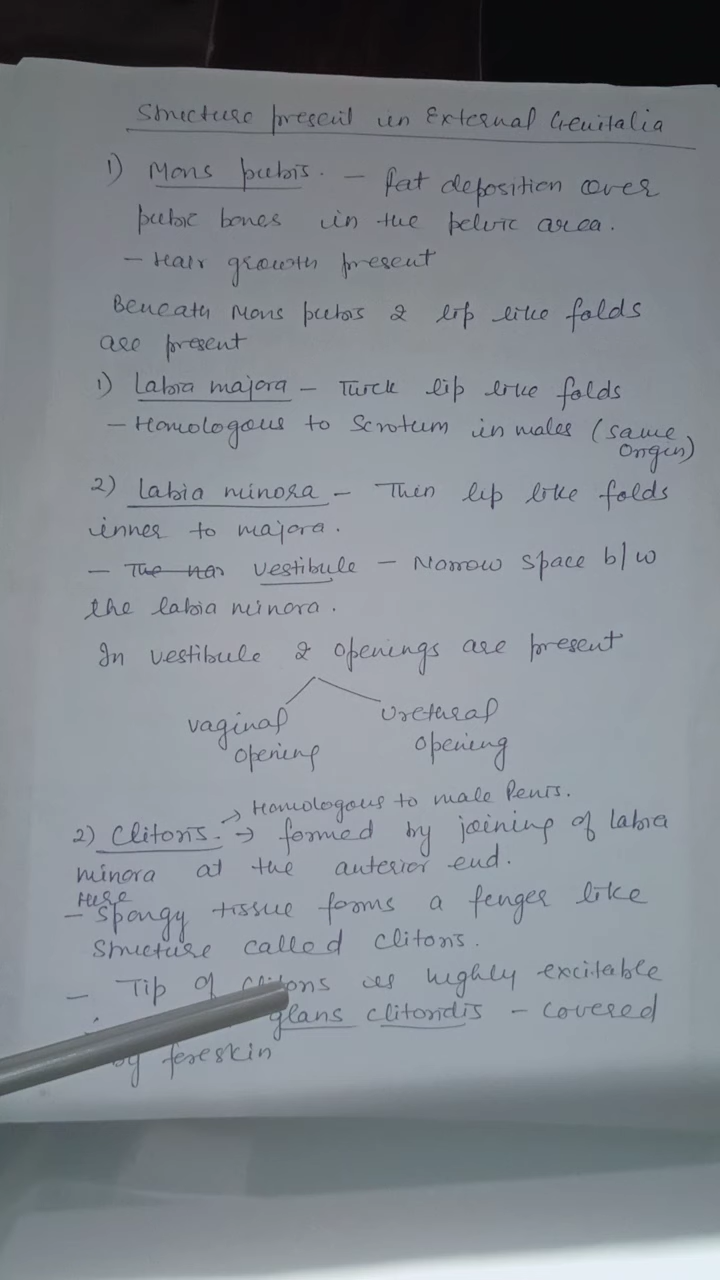 Structure present in External Genitalia
1) Mons pubis. - fat deposition over
pubic bones in the pelvic area.
- Hair growth present
Beneath Mons pubis 2 lip like folds
are present
1) Labia majora - Thick lip like folds
- Homologous to Scrotum in males (same
Origin)
2) Labia minora - Thin lip like folds
inner to majora.
- The nar vestibule - Narrow space b/w
the labia minora.
In vestibule 2 openings are present
vaginal opening
Urethral opening
→ Homologous to male Penis.
2) Clitoris. → formed by joining of labia
minora at the anterior end.
Here
- Spongy tissue forms a finger like
structure called clitoris.
- Tip of clitoris is highly excitable
glans clitoridis - covered
by foreskin